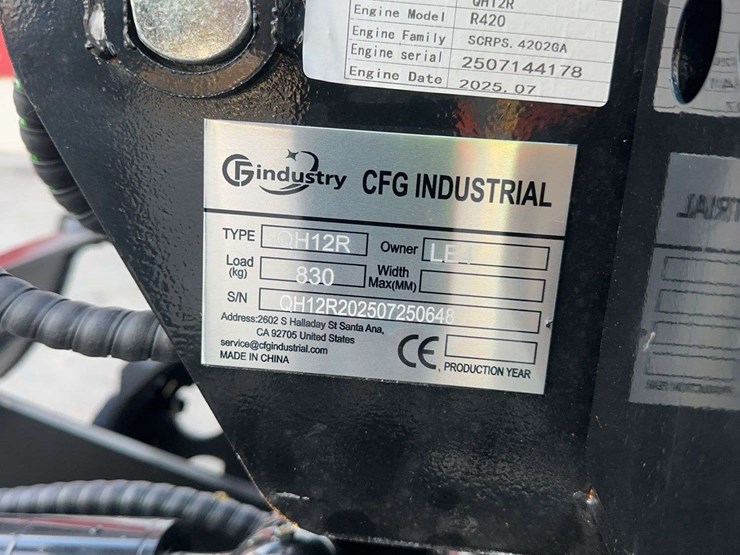 QH12R
Engine Model R420
Engine Family SCRPS.4202GA
Engine serial 2507144178
Engine Date 2025.07
CFGindustry CFG INDUSTRIAL
TYPE QH12R Owner
Load (kg) 830 Width Max(MM)
S/N QH12R202507250648
Address:2602 S Halladay St Santa Ana,
CA 92705 United States
service@cfgindustrial.com
MADE IN CHINA
CE PRODUCTION YEAR